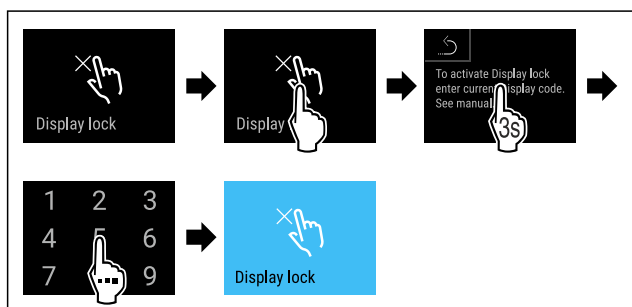 Display lock
Display
To activate Display lock
enter current display code.
See manual.
3s
1 2 3
4 5 6
7 9
Display lock